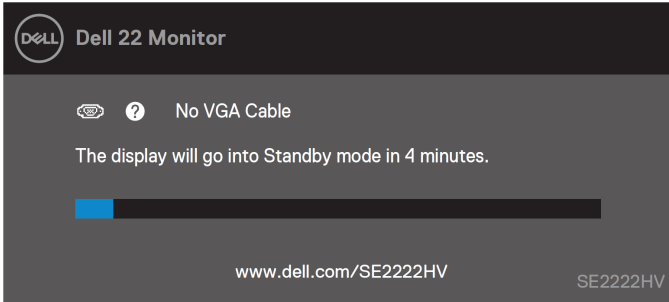 DELL Dell 22 Monitor
? No VGA Cable
The display will go into Standby mode in 4 minutes.
www.dell.com/SE2222HV
SE2222HV